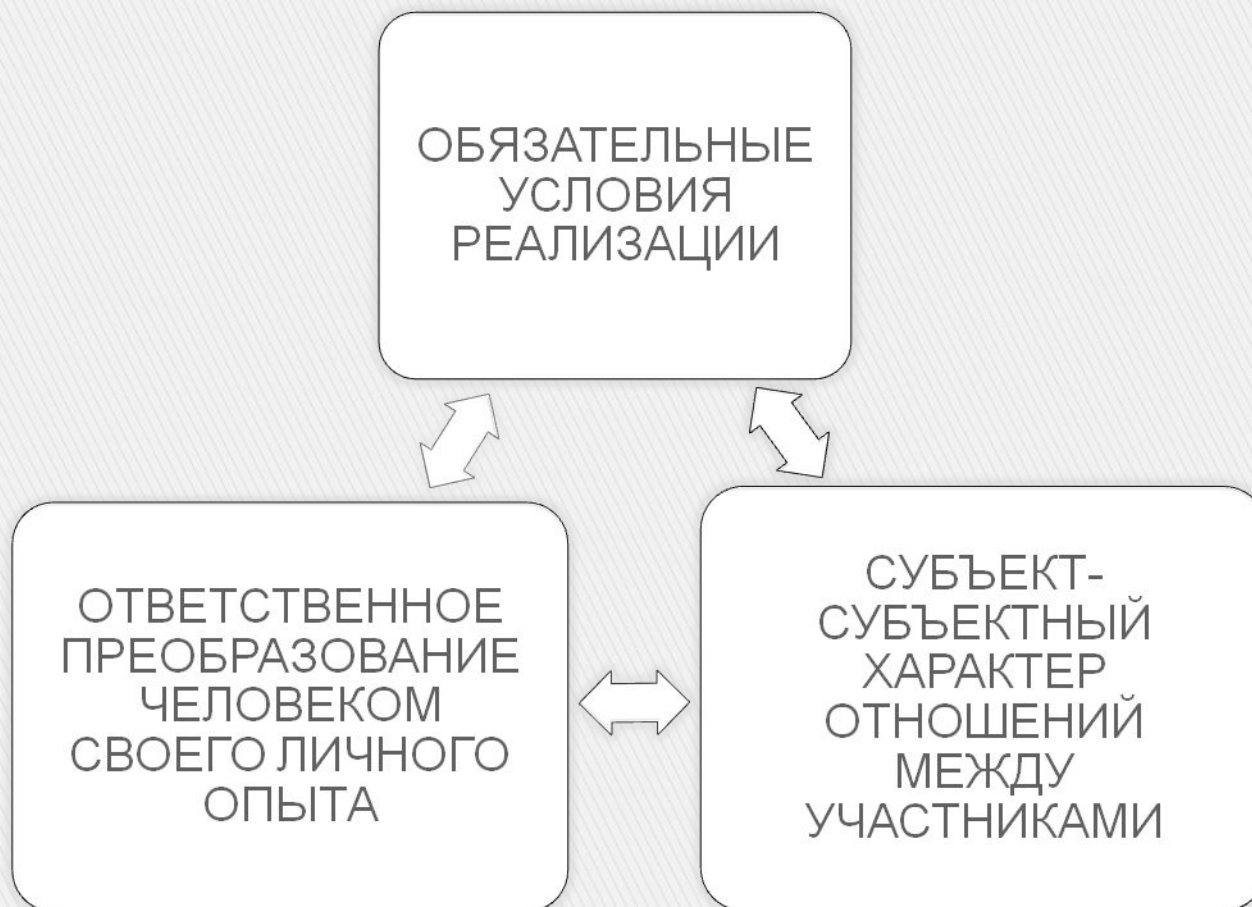 ОБЯЗАТЕЛЬНЫЕ
УСЛОВИЯ
РЕАЛИЗАЦИИ
ОТВЕТСТВЕННОЕ
ПРЕОБРАЗОВАНИЕ
ЧЕЛОВЕКОМ
СВОЕГО ЛИЧНОГО
ОПЫТА
СУБЪЕКТ-
СУБЪЕКТНЫЙ
ХАРАКТЕР
ОТНОШЕНИЙ
МЕЖДУ
УЧАСТНИКАМИ